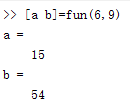 >> [a b]=fun(6,9)
a =
15
b =
54